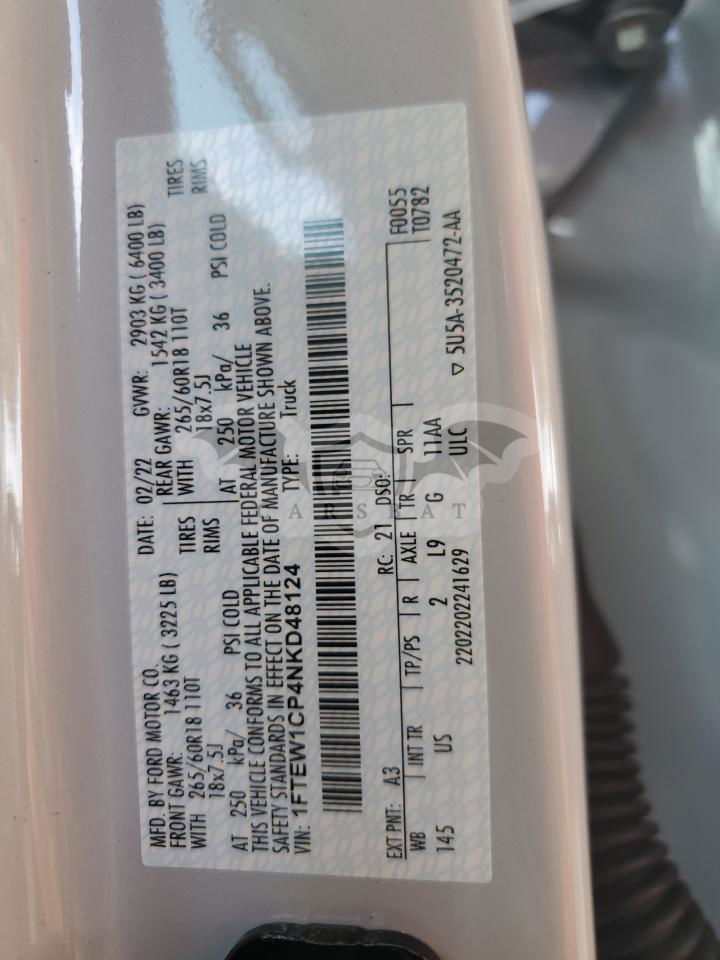 MFD. BY FORD MOTOR CO. DATE: 02/22 GVWR: 2903 KG ( 6400 LB)
FRONT GAWR: 1463 KG ( 3225 LB) REAR GAWR: 1542 KG ( 3400 LB)
WITH 265/60R18 110T TIRES WITH 265/60R18 110T TIRES
18x7.5J RIMS 18x7.5J RIMS
AT 250 kPa/ 36 PSI COLD AT 250 kPa/ 36 PSI COLD
THIS VEHICLE CONFORMS TO ALL APPLICABLE FEDERAL MOTOR VEHICLE
SAFETY STANDARDS IN EFFECT ON THE DATE OF MANUFACTURE SHOWN ABOVE.
VIN: 1FTEW1CP4NKD48124 TYPE: Truck
EXT PNT: A3 RC: 21 DSO: F0055
WB INT TR TP/PS R AXLE TR SPR T0782
145 US 2 L9 G 11AA
2202202241629 ULC ▽ 5U5A-3520472-AA
ARSBAT